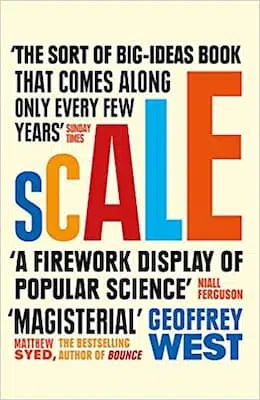 'THE SORT OF BIG-IDEAS BOOK
THAT COMES ALONG
ONLY EVERY FEW
YEARS' SUNDAY
TIMES
SCALE
'A FIREWORK DISPLAY OF
POPULAR SCIENCE' NIALL
FERGUSON
'MAGISTERIAL'
MATTHEW
SYED, THE BESTSELLING
AUTHOR OF BOUNCE
GEOFFREY
WEST